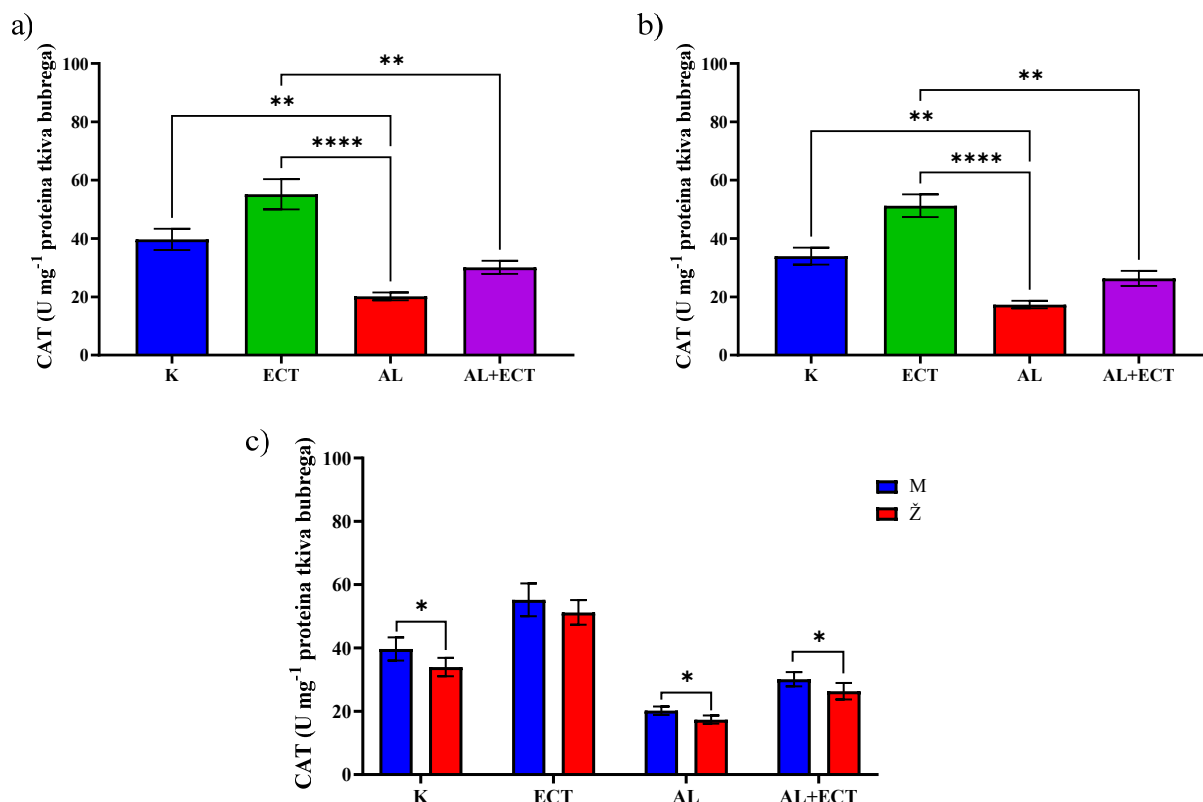 a)
CAT (U mg⁻¹ proteina tkiva bubrega)
100
80
60
40
20
0
**
**
****
K ECT AL AL+ECT
b)
CAT (U mg⁻¹ proteina tkiva bubrega)
100
80
60
40
20
0
**
**
****
K ECT AL AL+ECT
c)
CAT (U mg⁻¹ proteina tkiva bubrega)
100
80
60
40
20
0
*
*
*
M
Ž
K ECT AL AL+ECT